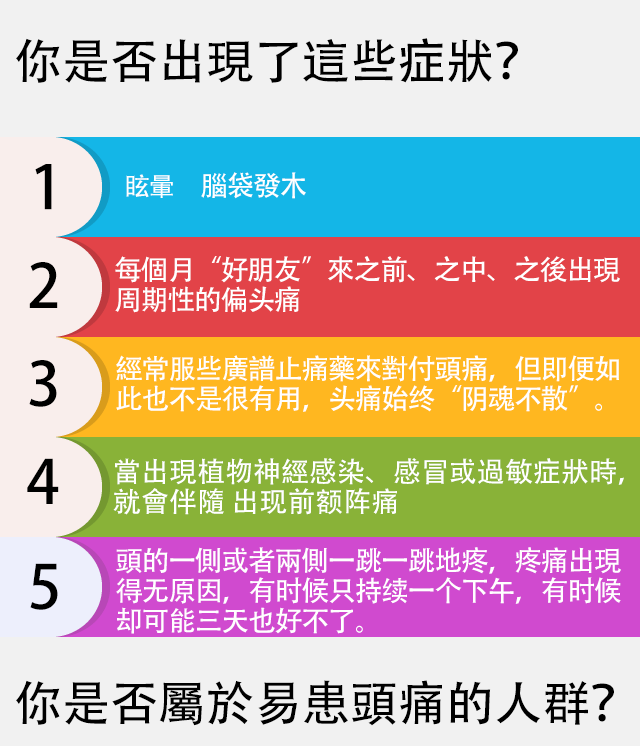 你是否出現了這些症狀?
1
眩暈 腦袋發木
2
每個月“好朋友”來之前、之中、之後出現
周期性的偏头痛
3
經常服些廣譜止痛藥來對付頭痛，但即便如
此也不是很有用，头痛始终“阴魂不散”。
4
當出現植物神經感染、感冒或過敏症狀時,
就會伴隨 出现前额阵痛
5
頭的一側或者兩側一跳一跳地疼，疼痛出現
得无原因，有时候只持续一个下午，有时候
却可能三天也好不了。
你是否屬於易患頭痛的人群?